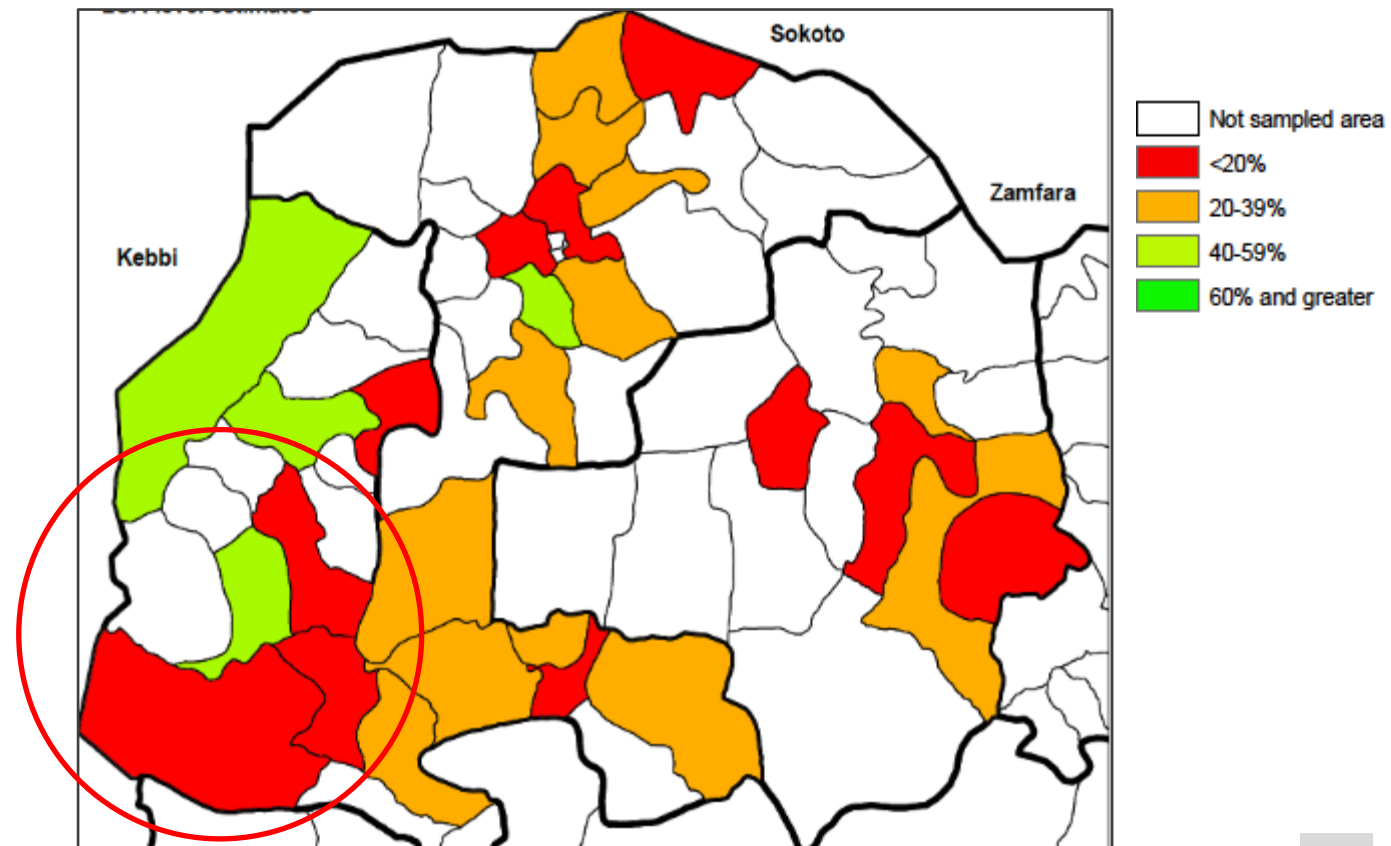 Sokoto
Zamfara
Kebbi
Not sampled area
<20%
20-39%
40-59%
60% and greater